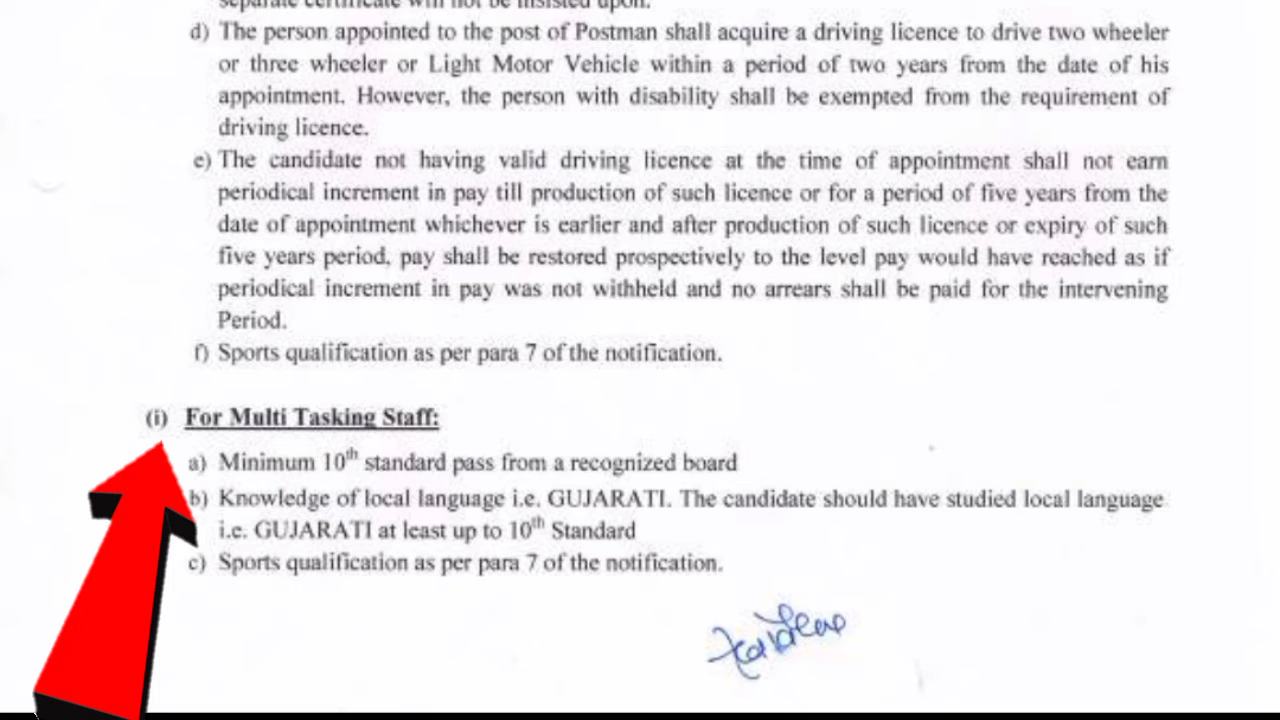 separate certificate will not be insisted upon.
d) The person appointed to the post of Postman shall acquire a driving licence to drive two wheeler
or three wheeler or Light Motor Vehicle within a period of two years from the date of his
appointment. However, the person with disability shall be exempted from the requirement of
driving licence.
e) The candidate not having valid driving licence at the time of appointment shall not earn
periodical increment in pay till production of such licence or for a period of five years from the
date of appointment whichever is earlier and after production of such licence or expiry of such
five years period, pay shall be restored prospectively to the level pay would have reached as if
periodical increment in pay was not withheld and no arrears shall be paid for the intervening
Period.
f) Sports qualification as per para 7 of the notification.
(i) For Multi Tasking Staff:
a) Minimum 10th standard pass from a recognized board
b) Knowledge of local language i.e. GUJARATI. The candidate should have studied local language
i.e. GUJARATI at least up to 10th Standard
c) Sports qualification as per para 7 of the notification.